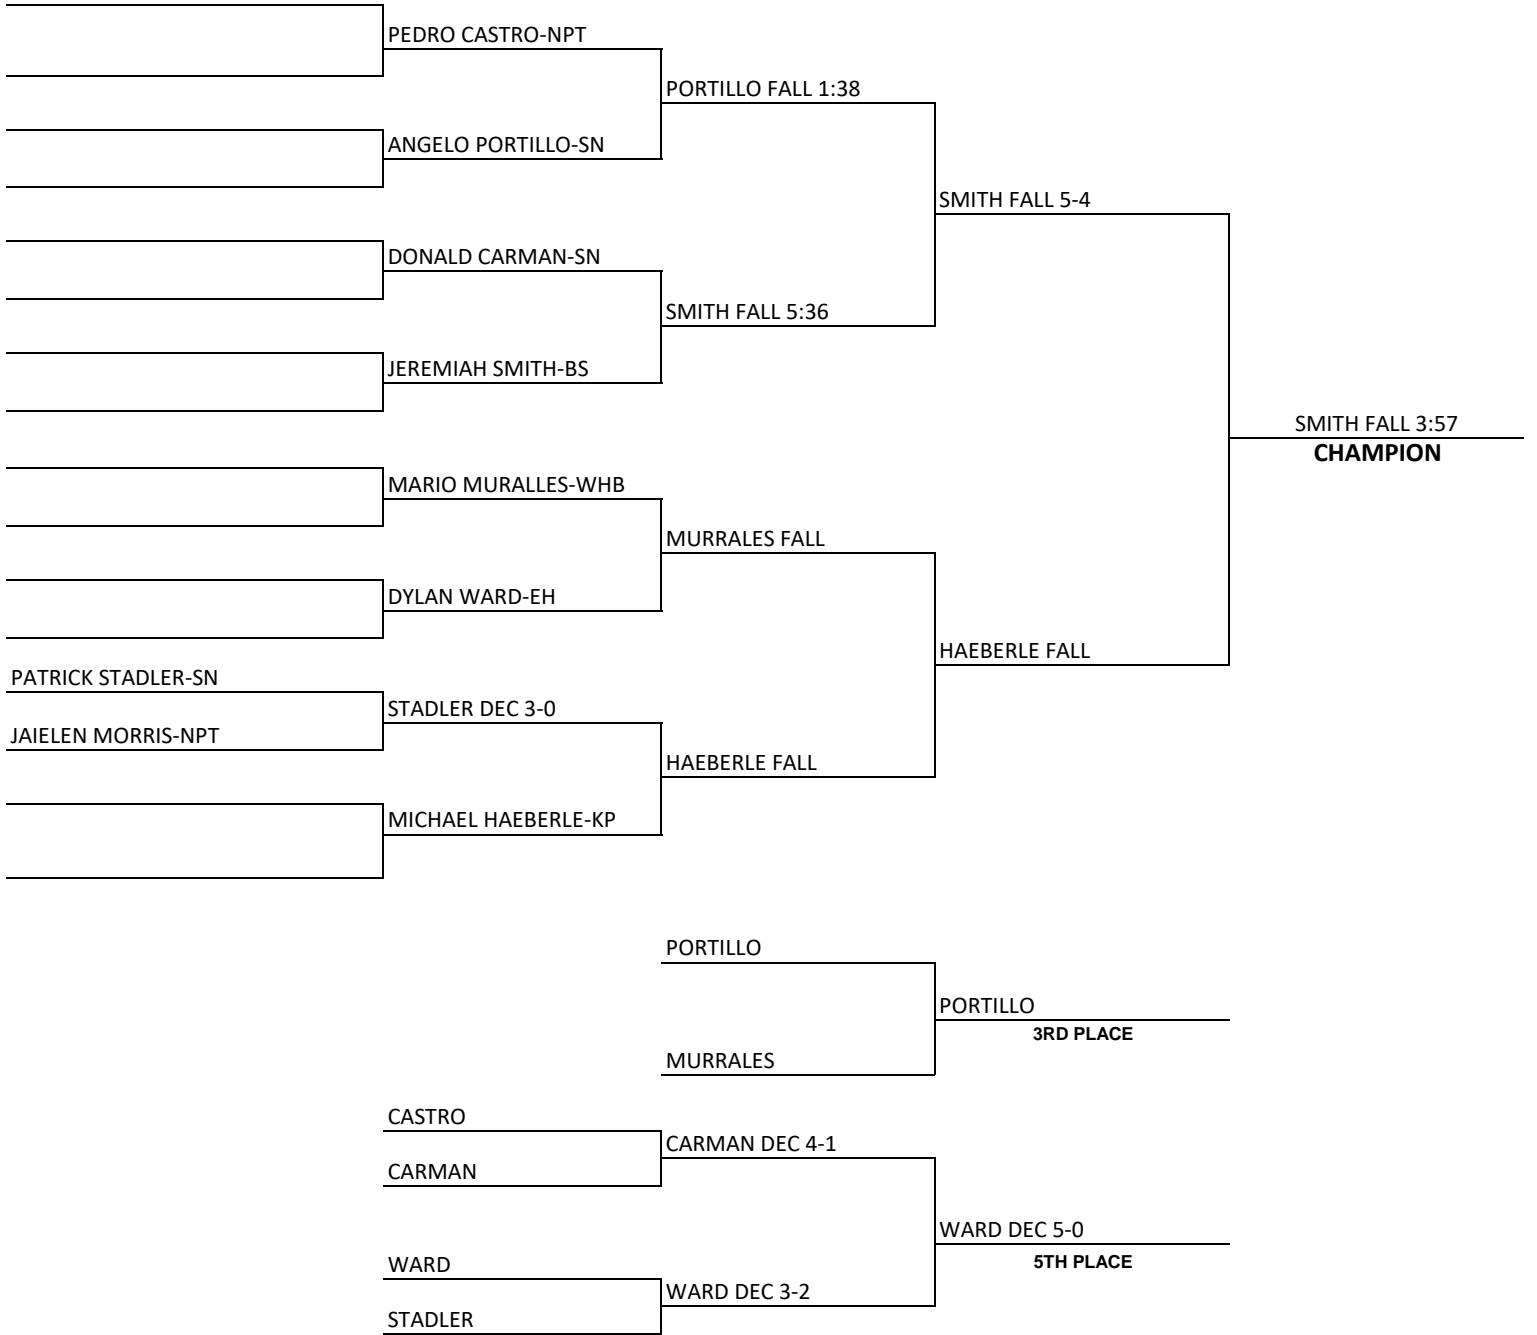 PEDRO CASTRO-NPT
PORTILLO FALL 1:38
ANGELO PORTILLO-SN
SMITH FALL 5-4
DONALD CARMAN-SN
SMITH FALL 5:36
JEREMIAH SMITH-BS
SMITH FALL 3:57
CHAMPION
MARIO MURALLES-WHB
MURRALES FALL
DYLAN WARD-EH
HAEBERLE FALL
PATRICK STADLER-SN
STADLER DEC 3-0
JAIELEN MORRIS-NPT
HAEBERLE FALL
MICHAEL HAEBERLE-KP
PORTILLO
PORTILLO
3RD PLACE
MURRALES
CASTRO
CARMAN DEC 4-1
CARMAN
WARD DEC 5-0
5TH PLACE
WARD
WARD DEC 3-2
STADLER